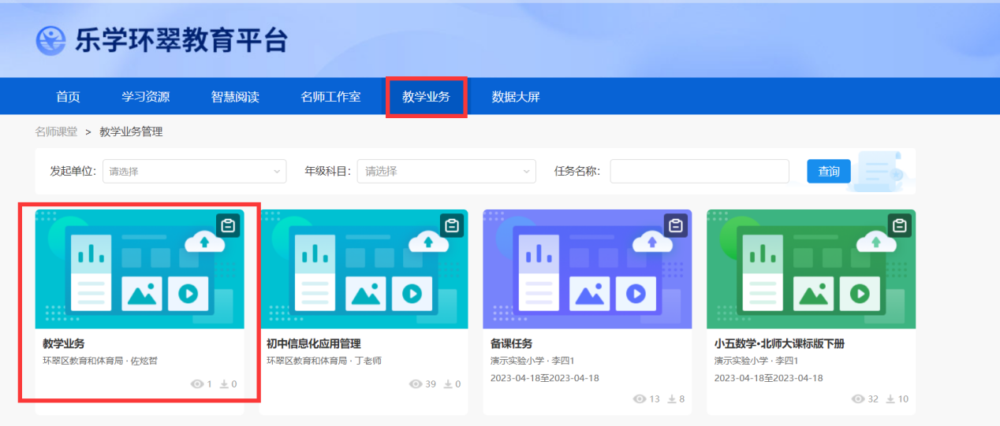 乐学环翠教育平台
首页 学习资源 智慧阅读 名师工作室 教学业务 数据大屏
名师课堂 > 教学业务管理
发起单位: 请选择 年级科目: 请选择 任务名称: 查询
教学业务
环翠区教育和体育局 · 佐炫哲
1 0
初中信息化应用管理
环翠区教育和体育局 · 丁老师
39 0
备课任务
演示实验小学 · 李四1
2023-04-18至2023-04-18
13 8
小五数学•北师大课标版下册
演示实验小学 · 李四1
2023-04-18至2023-04-18
32 10